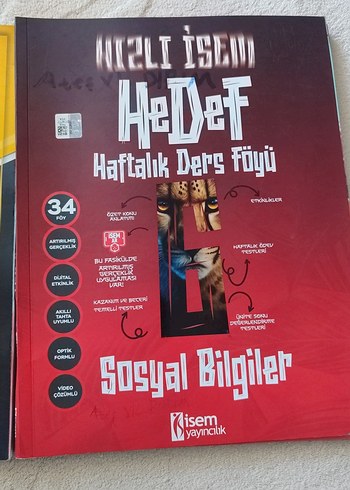 HIZLI İSEM
HeDeF
Haftalık Ders Föyü
34
FÖY
ARTIRILMIŞ
GERÇEKLİK
DİJİTAL
ETKİNLİK
AKILLI
TAHTA
UYUMLU
OPTİK
FORMLU
VİDEO
ÇÖZÜMLÜ
ÖZET KONU
ANLATIMI
İSEM
AR
BU FASİKÜLDE
ARTIRILMIŞ
GERÇEKLİK
UYGULAMASI
VAR!
KAZANIM VE BECERİ
TEMELLİ TESTLER
6
ETKİNLİKLER
HAFTALIK ÖDEV
TESTLERİ
ÜNİTE SONU
DEĞERLENDİRME
TESTLERİ
Sosyal Bilgiler
isem
yayıncılık